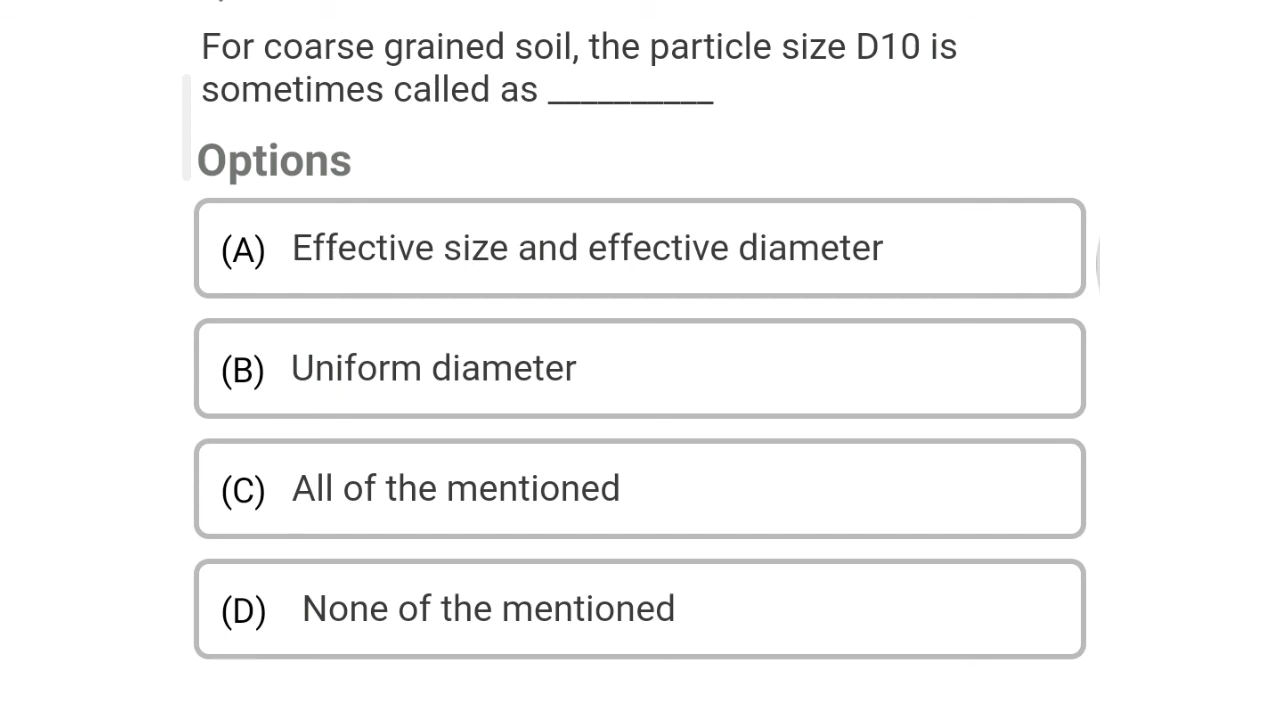 For coarse grained soil, the particle size D10 is
sometimes called as __________
Options
(A) Effective size and effective diameter
(B) Uniform diameter
(C) All of the mentioned
(D) None of the mentioned